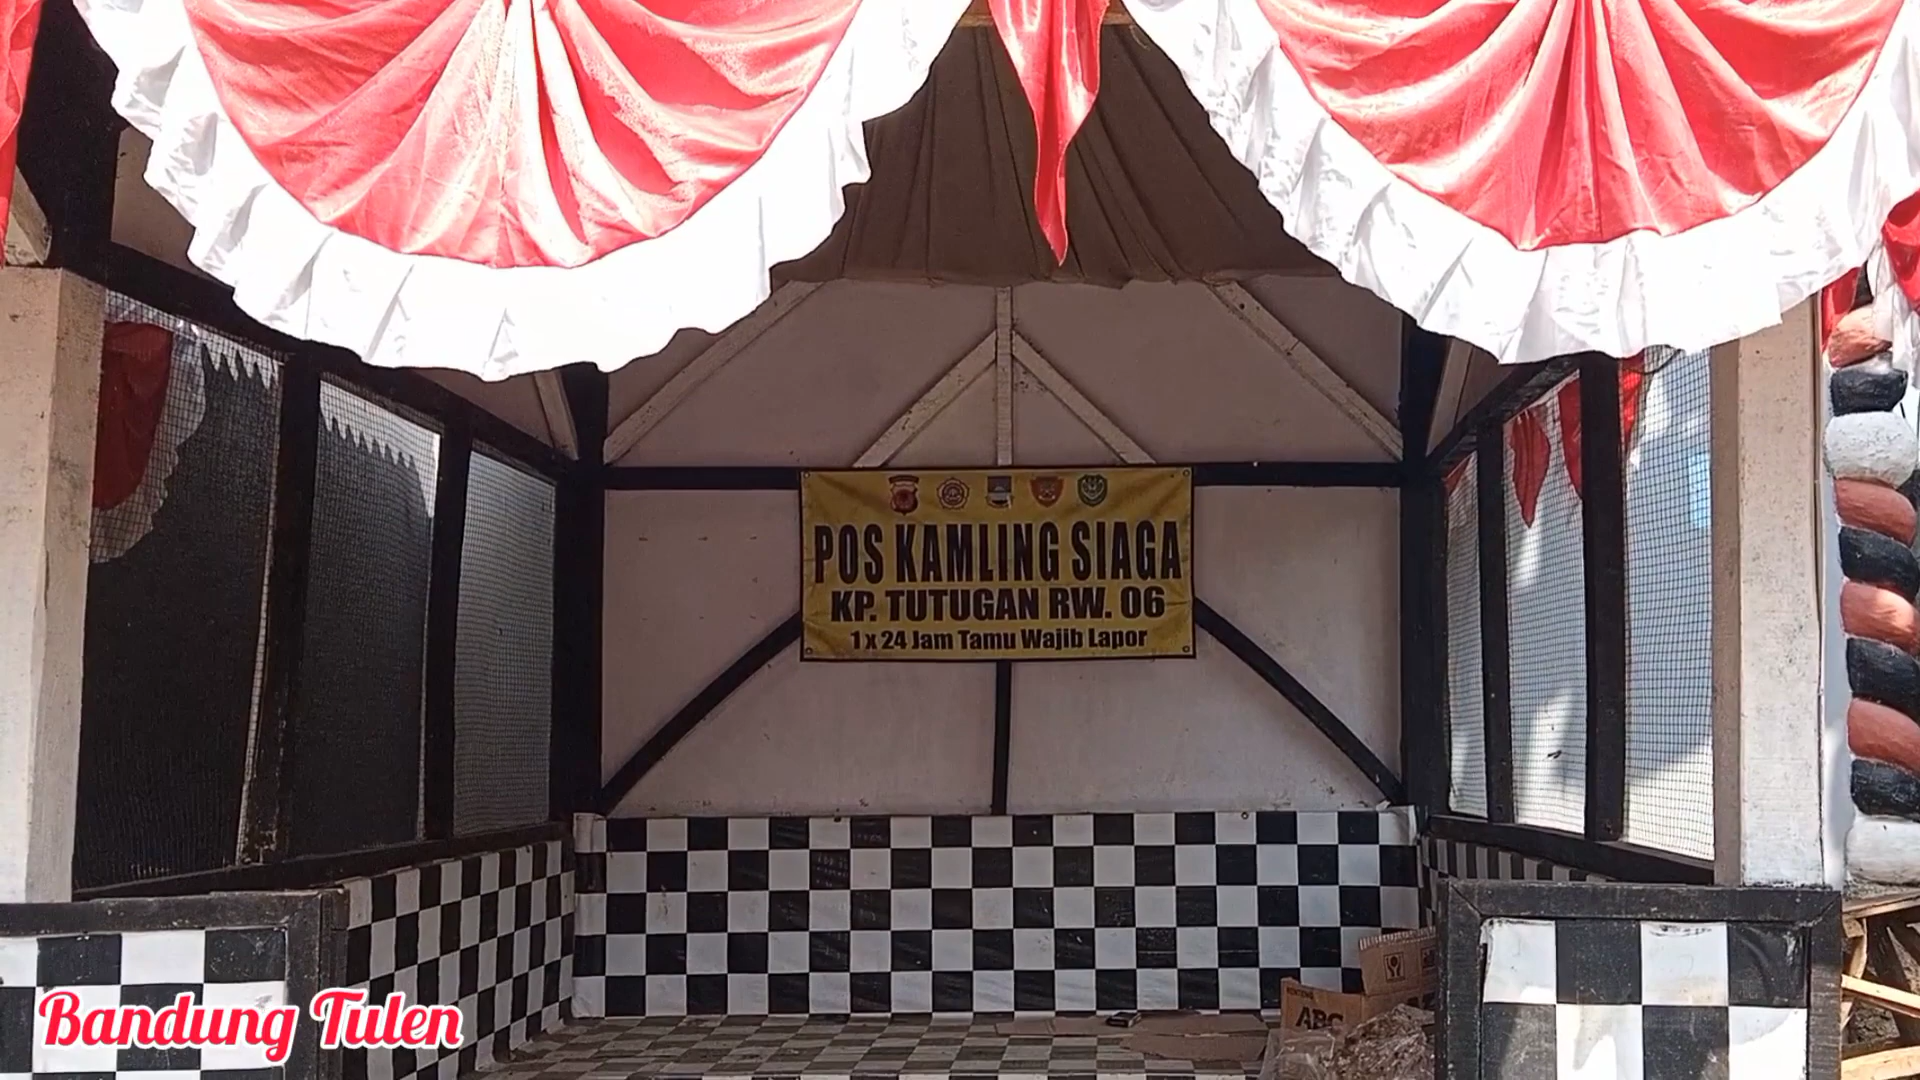 POS KAMLING SIAGA
KP. TUTUGAN RW. 06
1 x 24 Jam Tamu Wajib Lapor
ABC
Bandung Tulen